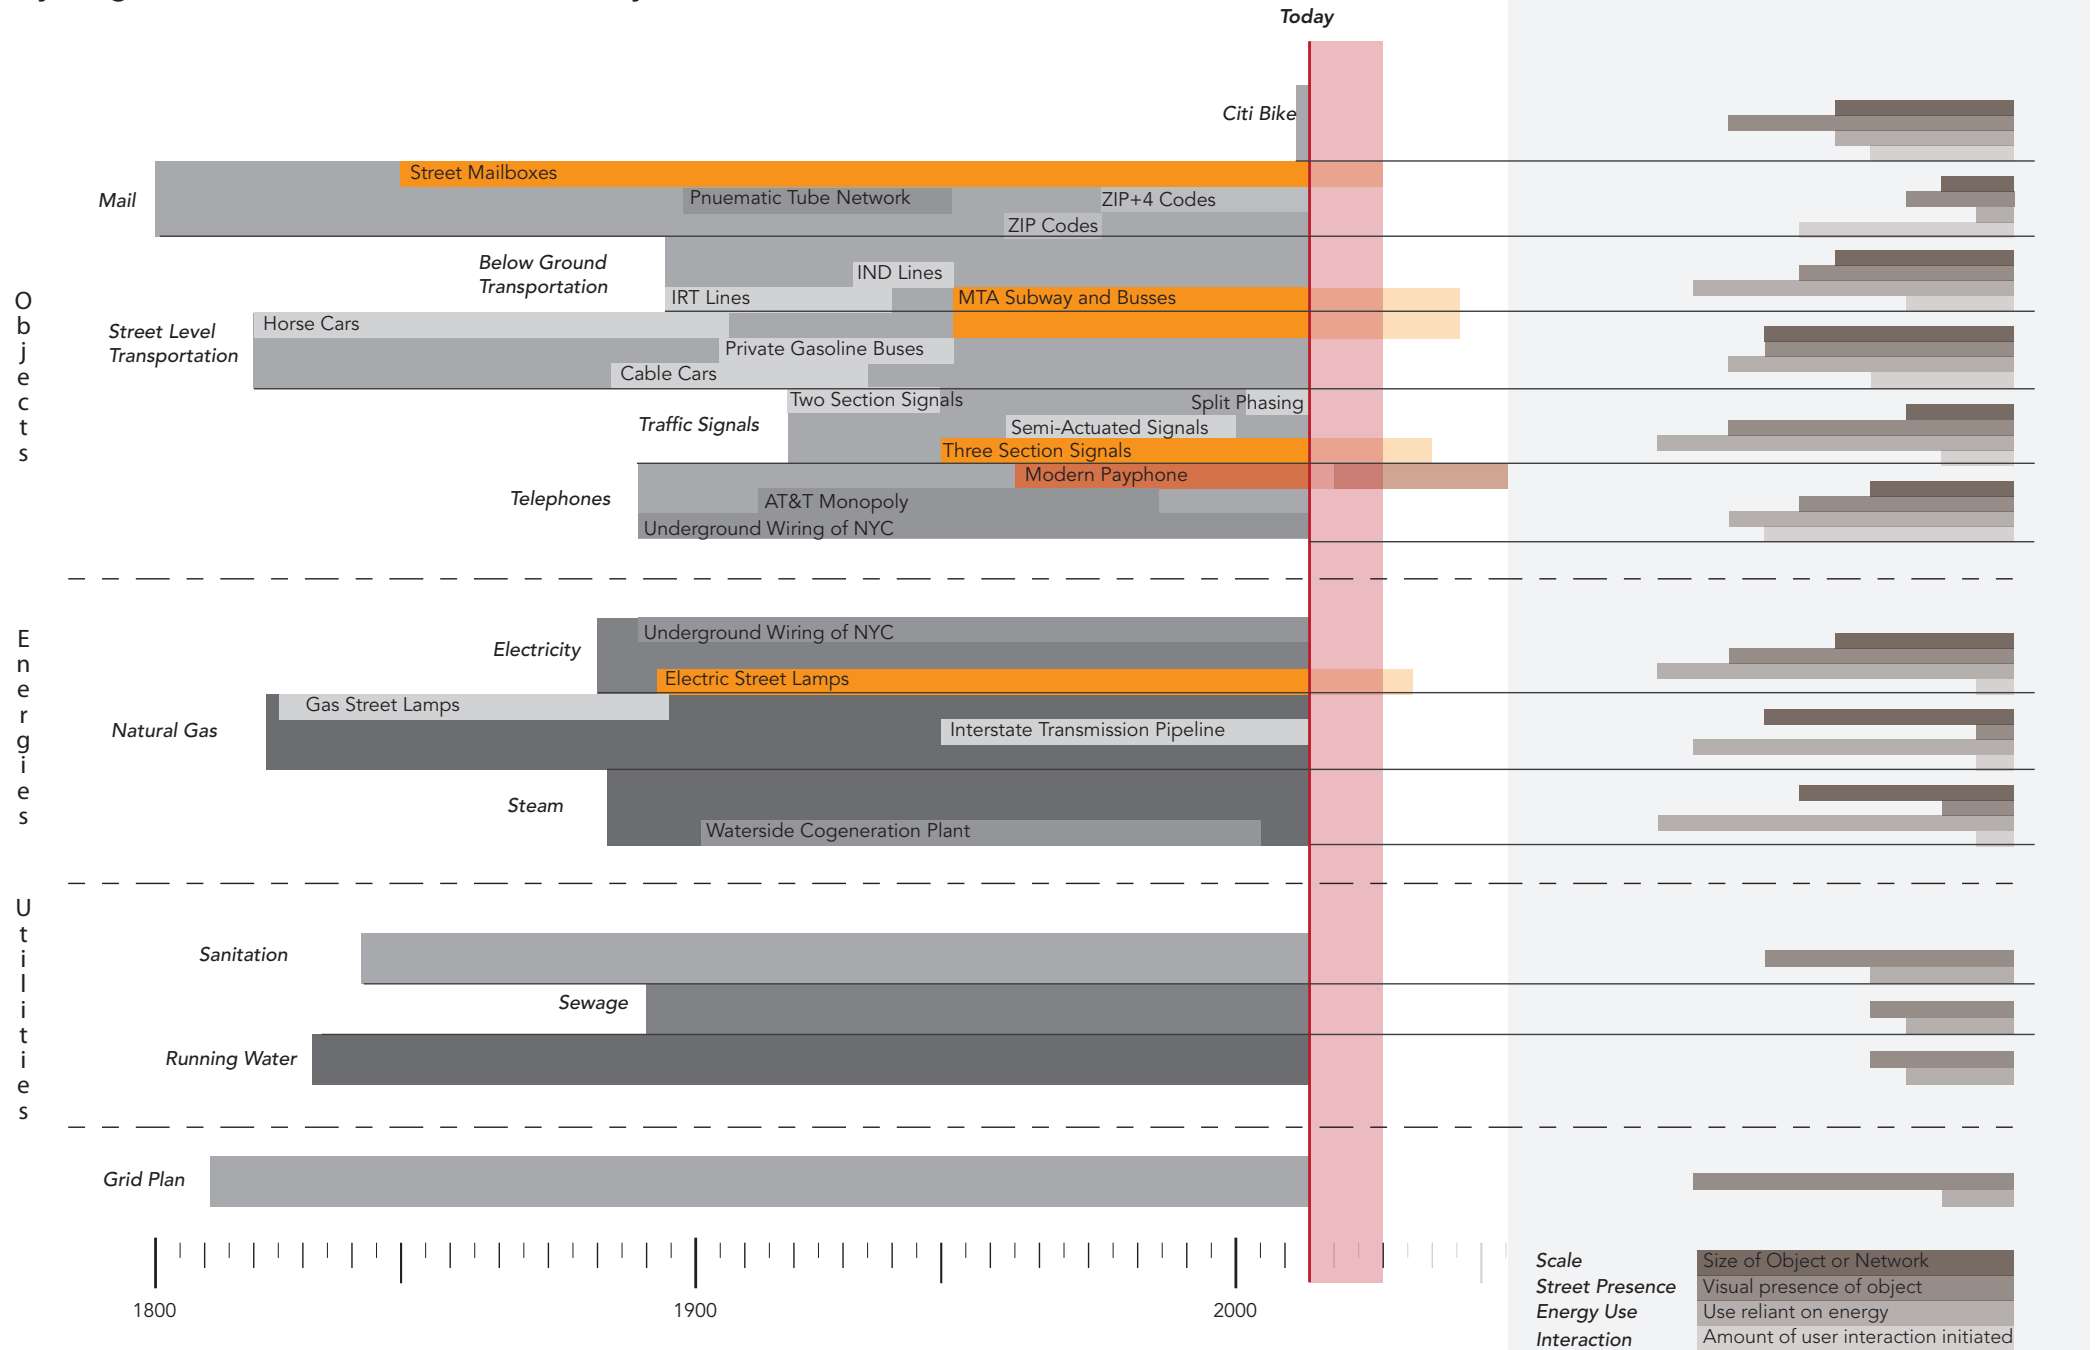 Today
Citi Bike
Street Mailboxes
Mail
Pnuematic Tube Network
ZIP+4 Codes
ZIP Codes
Below Ground
Transportation
IND Lines
IRT Lines
MTA Subway and Busses
Horse Cars
Street Level
Transportation
Private Gasoline Buses
Cable Cars
Two Section Signals
Split Phasing
Traffic Signals
Semi-Actuated Signals
Three Section Signals
Modern Payphone
Telephones
AT&T Monopoly
Underground Wiring of NYC
Objects
Underground Wiring of NYC
Electricity
Electric Street Lamps
Gas Street Lamps
Natural Gas
Interstate Transmission Pipeline
Steam
Waterside Cogeneration Plant
Energies
Sanitation
Sewage
Running Water
Utilities
Grid Plan
1800
1900
2000
Scale
Size of Object or Network
Street Presence
Visual presence of object
Energy Use
Use reliant on energy
Interaction
Amount of user interaction initiated